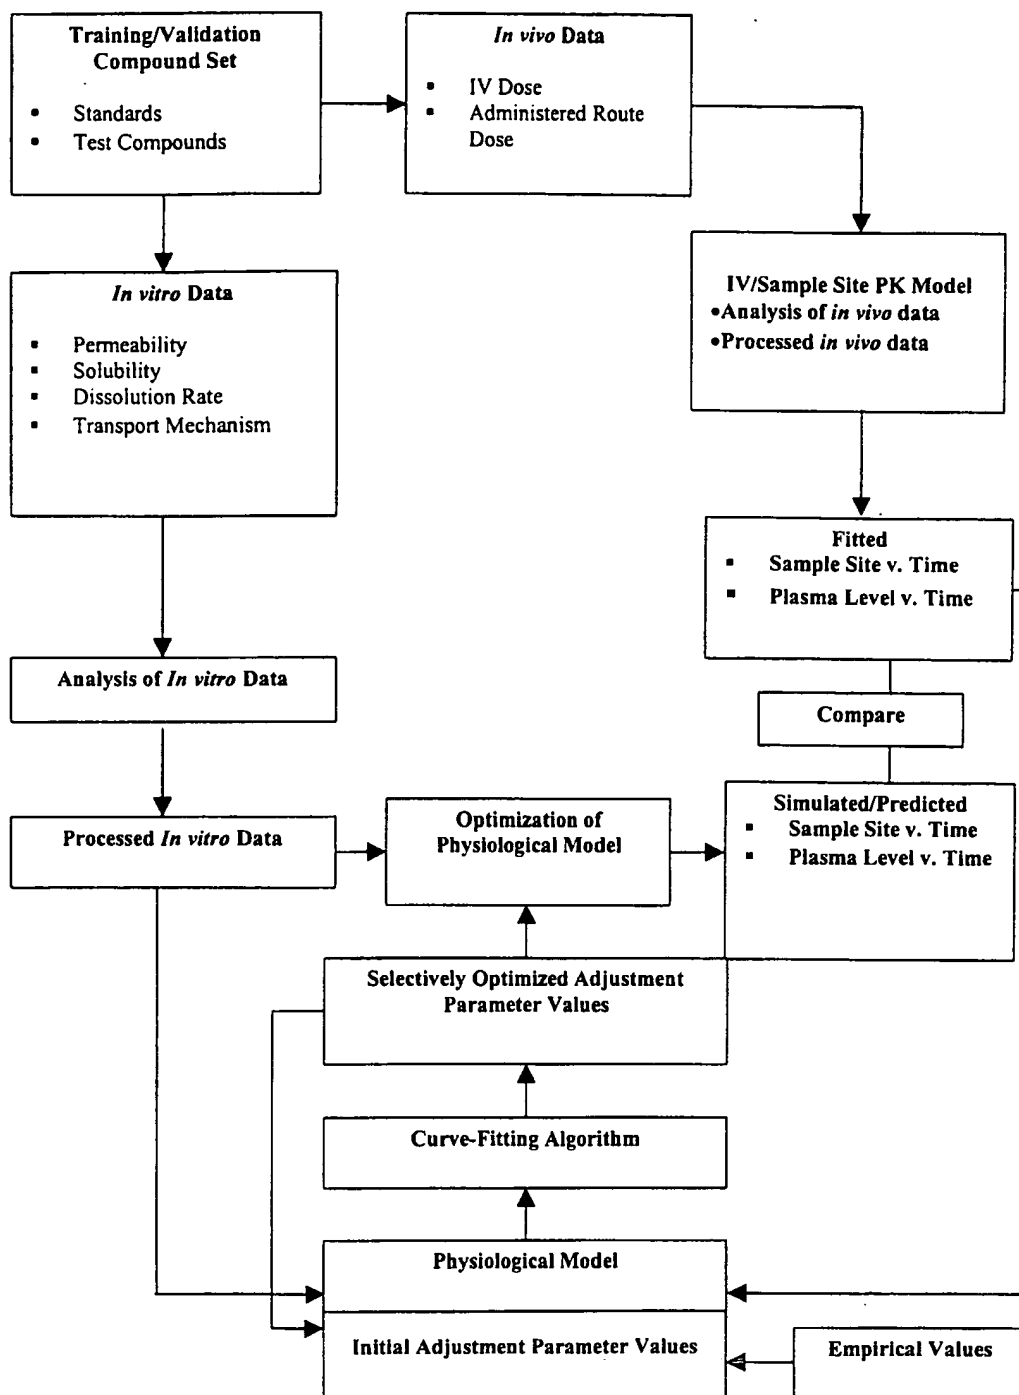 Training/Validation
Compound Set
▪ Standards
▪ Test Compounds
In vivo Data
▪ IV Dose
▪ Administered Route
Dose
In vitro Data
▪ Permeability
▪ Solubility
▪ Dissolution Rate
▪ Transport Mechanism
IV/Sample Site PK Model
•Analysis of in vivo data
•Processed in vivo data
Fitted
▪ Sample Site v. Time
▪ Plasma Level v. Time
Analysis of In vitro Data
Compare
Processed In vitro Data
Optimization of
Physiological Model
Simulated/Predicted
▪ Sample Site v. Time
▪ Plasma Level v. Time
Selectively Optimized Adjustment
Parameter Values
Curve-Fitting Algorithm
Physiological Model
Initial Adjustment Parameter Values
Empirical Values